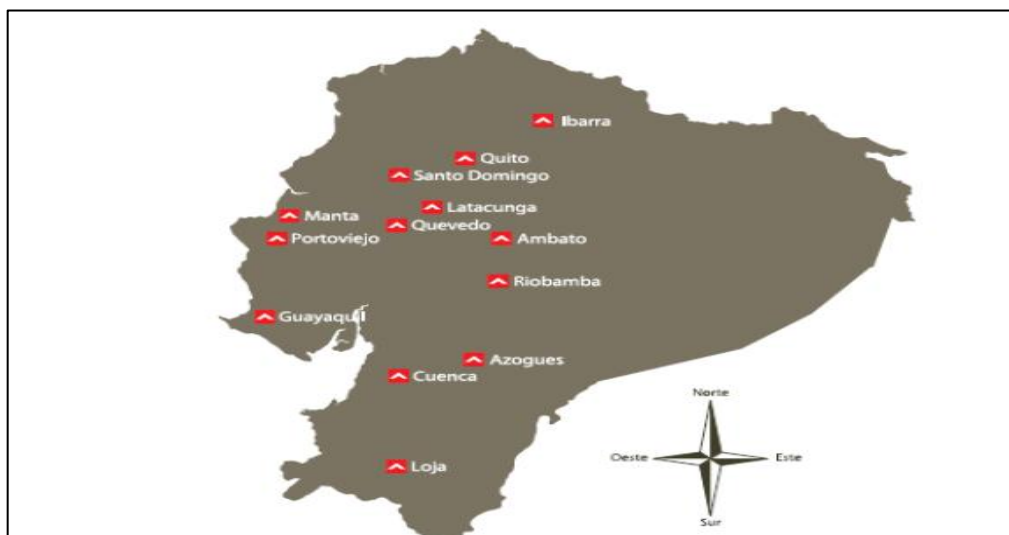 Ibarra
Quito
Santo Domingo
Latacunga
Manta
Quevedo
Portoviejo
Ambato
Riobamba
Guayaquil
Azogues
Cuenca
Norte
Oeste
Este
Loja
Sur